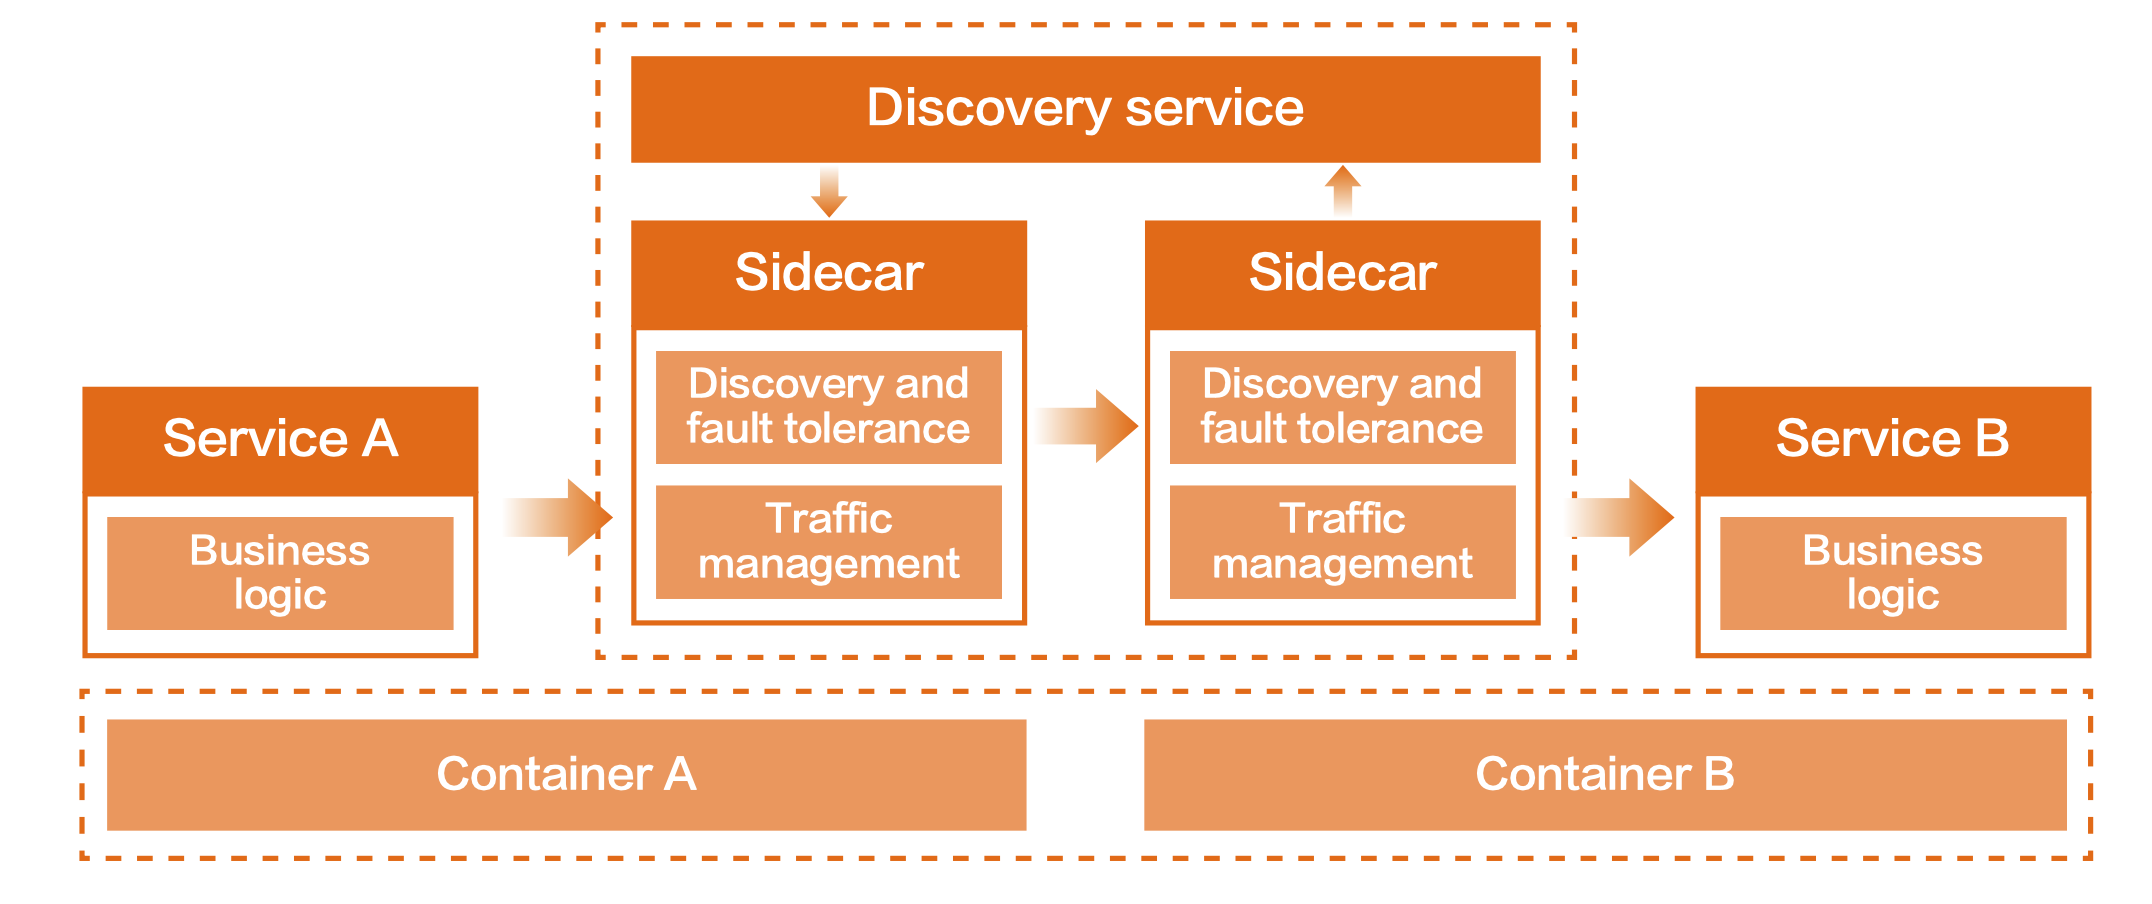 Discovery service
Sidecar
Discovery and
fault tolerance
Traffic
management
Sidecar
Discovery and
fault tolerance
Traffic
management
Service A
Business
logic
Service B
Business
logic
Container A
Container B